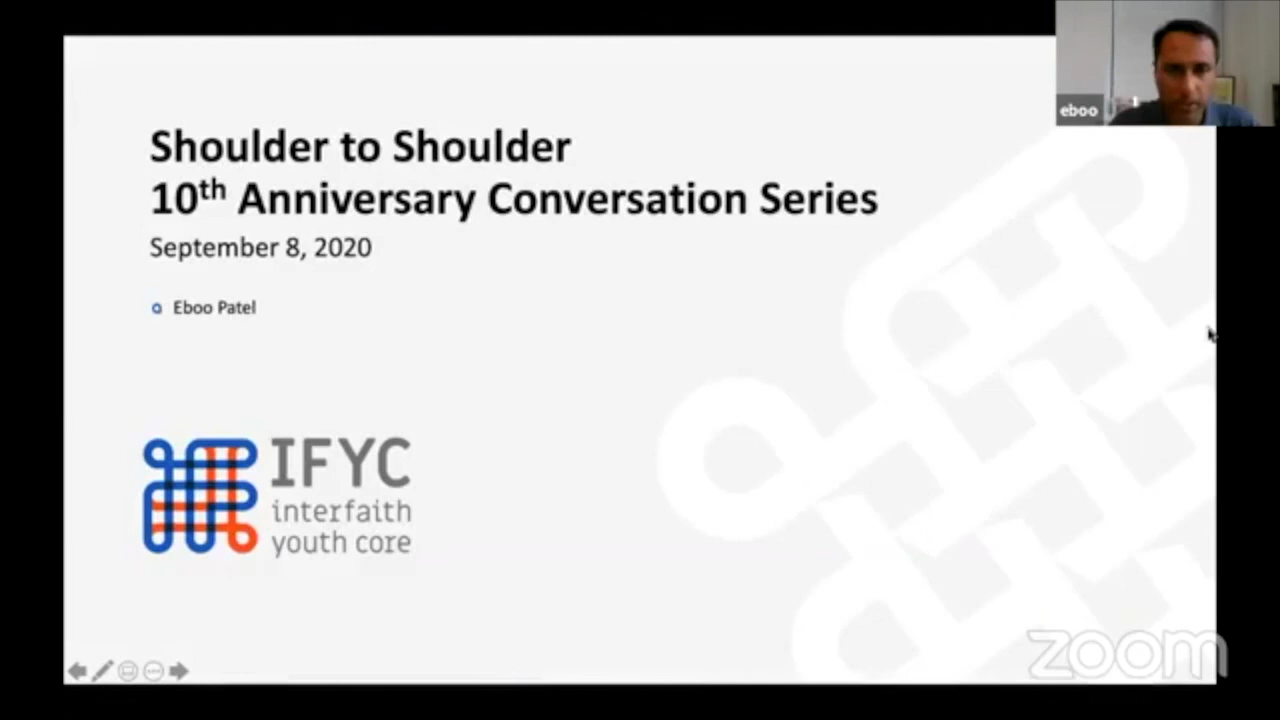 eboo
Shoulder to Shoulder
10th Anniversary Conversation Series
September 8, 2020
Eboo Patel
IFYC
interfaith
youth core
zoom